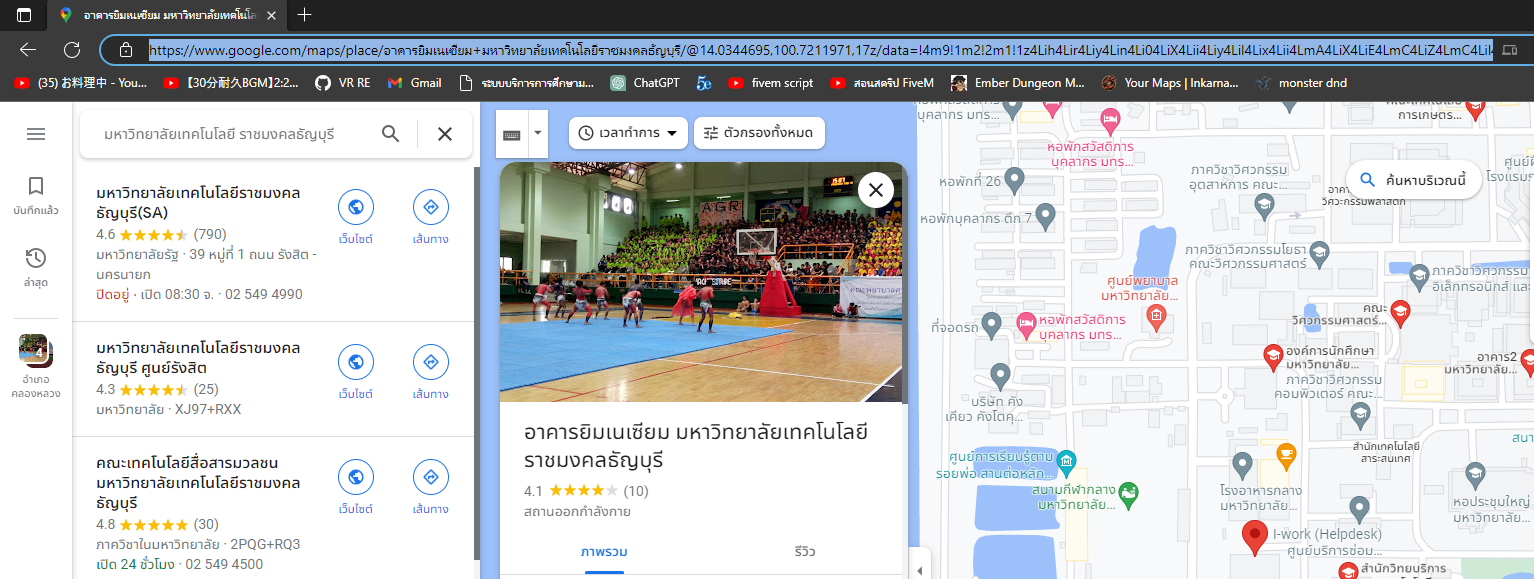 อาคารยิมเนเซียม มหาวิทยาลัยเทคโนโล
https://www.google.com/maps/place/อาคารยิมเนเซียม+มหาวิทยาลัยเทคโนโลยีราชมงคลธัญบุรี/@14.0344695,100.7211971,17z/data=!4m9!1m2!2m1!1z4Lih4Lir4Liy4Lin4Li04LiX4Lii4Liy4Lil4Lix4Lii4LmA4LiX4LiE4LmC4LiZ4LmC4Lil4
(35) お料理中 - You...
【30分耐久BGM】2:2...
VR RE
Gmail
ระบบบริการการศึกษาม...
ChatGPT
fivem script
สอนสคริป FiveM
Ember Dungeon M...
Your Maps | Inkarna...
monster dnd
มหาวิทยาลัยเทคโนโลยี ราชมงคลธัญบุรี
เวลาทำการ
ตัวกรองทั้งหมด
บันทึกแล้ว
ล่าสุด
4
อำเภอ
คลองหลวง
มหาวิทยาลัยเทคโนโลยีราชมงคล
ธัญบุรี(SA)
4.6 (790)
มหาวิทยาลัยรัฐ · 39 หมู่ที่ 1 ถนน รังสิต -
นครนายก
ปิดอยู่ · เปิด 08:30 จ. · 02 549 4990
เว็บไซต์
เส้นทาง
มหาวิทยาลัยเทคโนโลยีราชมงคล
ธัญบุรี ศูนย์รังสิต
4.3 (25)
มหาวิทยาลัย · XJ97+RXX
เว็บไซต์
เส้นทาง
คณะเทคโนโลยีสื่อสารมวลชน
มหาวิทยาลัยเทคโนโลยีราชมงคล
ธัญบุรี
4.8 (30)
ภาควิชาในมหาวิทยาลัย · 2PQG+RQ3
เปิด 24 ชั่วโมง · 02 549 4500
เว็บไซต์
เส้นทาง
AGR
อาคารยิมเนเซียม มหาวิทยาลัยเทคโนโลยี
ราชมงคลธัญบุรี
4.1 (10)
สถานออกกำลังกาย
ภาพรวม
รีวิว
บุคลากร มทร...
หอพักสวัสดิการ
บุคลากร มทร...
หอพักที่ 26
หอพักบุคลากร ตึก 7
ภาควิชาวิศวกรรม
อุตสาหการ คณะ...
การเกษตร...
ค้นหาบริเวณนี้
โรงแรม
วิศวะกรรมพลาสติก
ภาควิชาวิศวกรรมโยธา
คณะวิศวกรรมศาสตร์
ภาควิชาวิศวกรรม
อิเล็กทรอนิกส์ และ
ศูนย์พยาบาล
มหาวิทยาลัย...
ที่จอดรถ
หอพักสวัสดิการ
บุคลากร มทร...
คณะ
วิศวกรรมศาสตร์...
องค์การนักศึกษา
มหาวิทยาลัย...
ภาควิชาวิศวกรรม
คอมพิวเตอร์ คณะ...
อาคาร2
มหาวิทยาลัย...
บริษัท คัง
เคียว คังโตคุ...
สำนักเทคโนโลยี
สาระสนเทศ
สนา
ศูนย์การเรียนรู้ตาม
รอยพ่อ สานต่อหลัก...
สนามกีฬากลาง
มหาวิทยาลัย...
โรงอาหารกลาง
มหาวิทยาลัย...
หอประชุมใหญ่
มหาวิทยาลัย...
I-work (Helpdesk)
ศูนย์บริการซ่อม...
สำนักวิทยบริการ